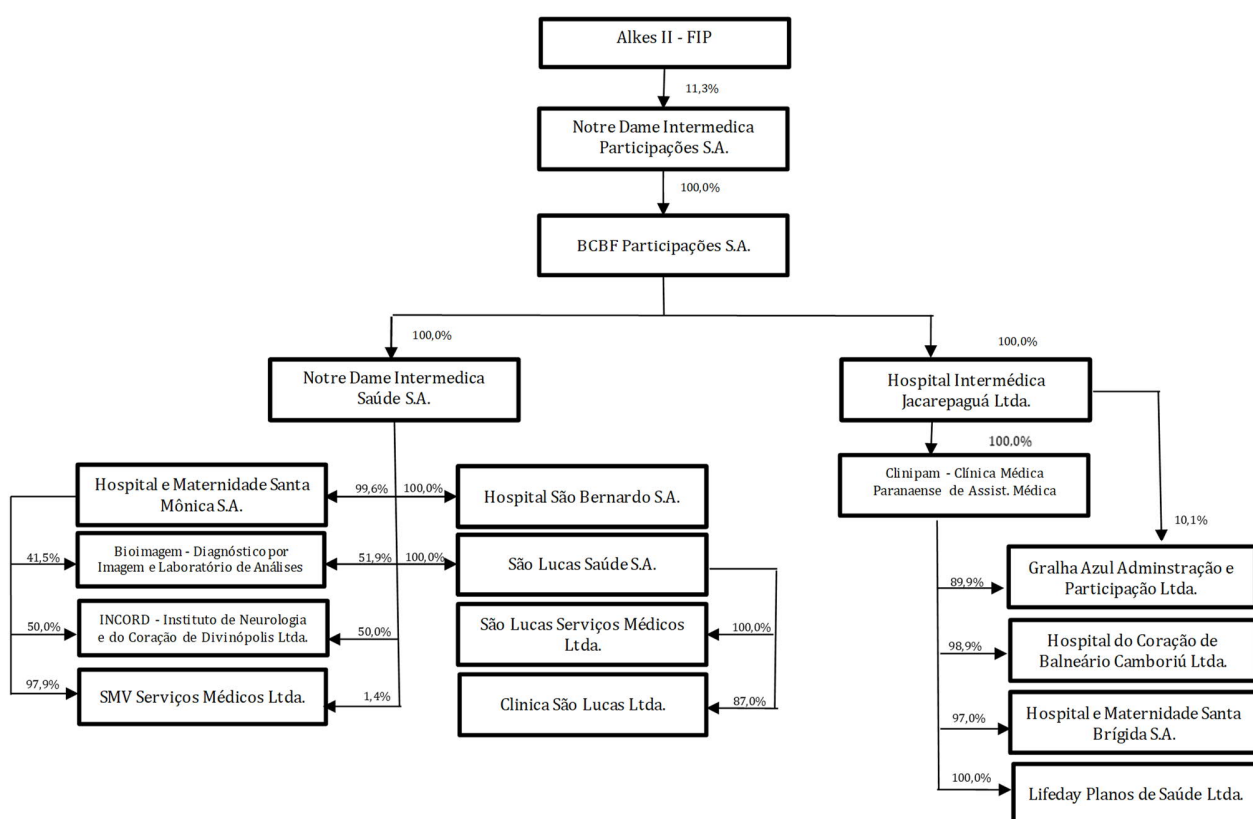 Alkes II - FIP
11,3%
Notre Dame Intermedica
Participações S.A.
100,0%
BCBF Participações S.A.
100,0%
100,0%
Notre Dame Intermedica
Saúde S.A.
Hospital Intermédica
Jacarepaguá Ltda.
100.0%
Clinipam - Clínica Médica
Paranaense de Assist. Médica
10,1%
Hospital e Maternidade Santa
Mônica S.A.
99,6%
100,0%
Hospital São Bernardo S.A.
41,5%
Bioimagem - Diagnóstico por
Imagem e Laboratório de Análises
51,9%
100,0%
São Lucas Saúde S.A.
50,0%
INCORD - Instituto de Neurologia
e do Coração de Divinópolis Ltda.
50,0%
São Lucas Serviços Médicos
Ltda.
100,0%
97,9%
SMV Serviços Médicos Ltda.
1,4%
Clinica São Lucas Ltda.
87,0%
89,9%
Gralha Azul Adminstração e
Participação Ltda.
98,9%
Hospital do Coração de
Balneário Camboriú Ltda.
97,0%
Hospital e Maternidade Santa
Brígida S.A.
100,0%
Lifeday Planos de Saúde Ltda.